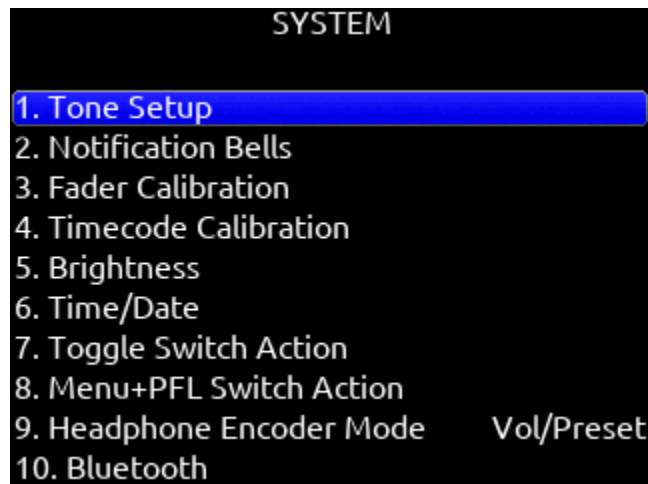 SYSTEM
1. Tone Setup
2. Notification Bells
3. Fader Calibration
4. Timecode Calibration
5. Brightness
6. Time/Date
7. Toggle Switch Action
8. Menu+PFL Switch Action
9. Headphone Encoder Mode Vol/Preset
10. Bluetooth